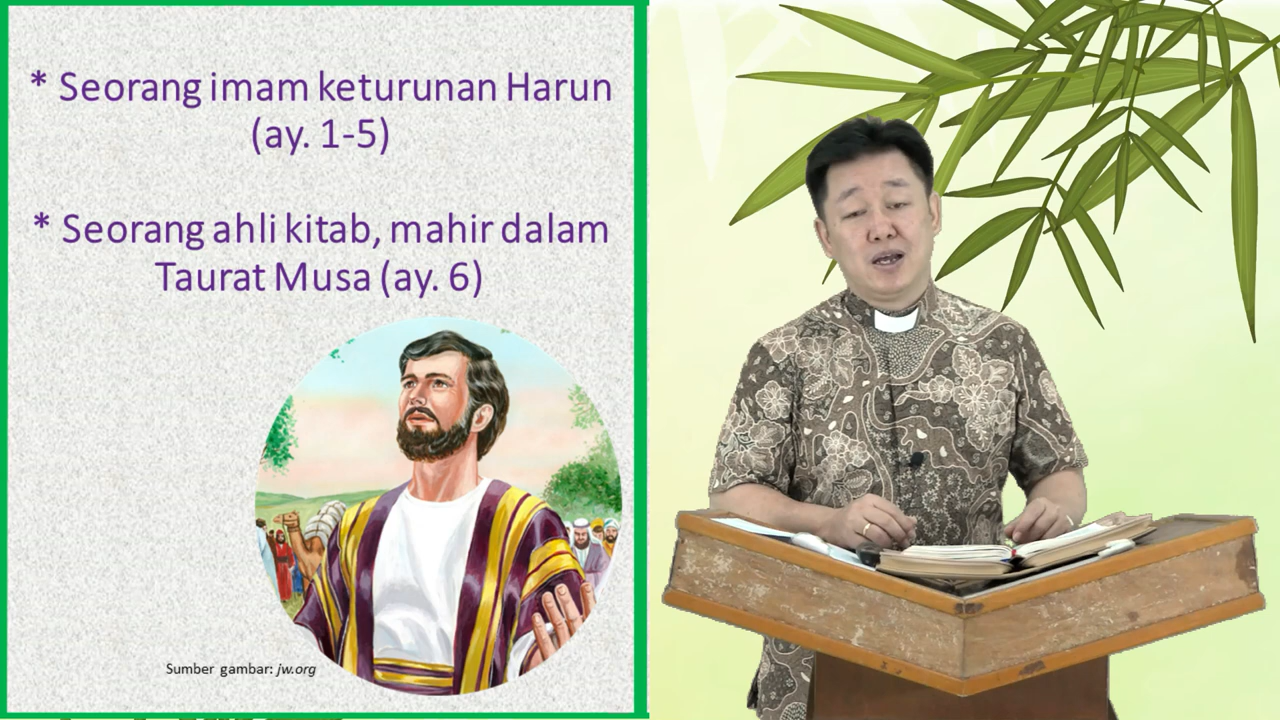 * Seorang imam keturunan Harun
(ay. 1-5)
* Seorang ahli kitab, mahir dalam
Taurat Musa (ay. 6)
Sumber gambar: jw.org